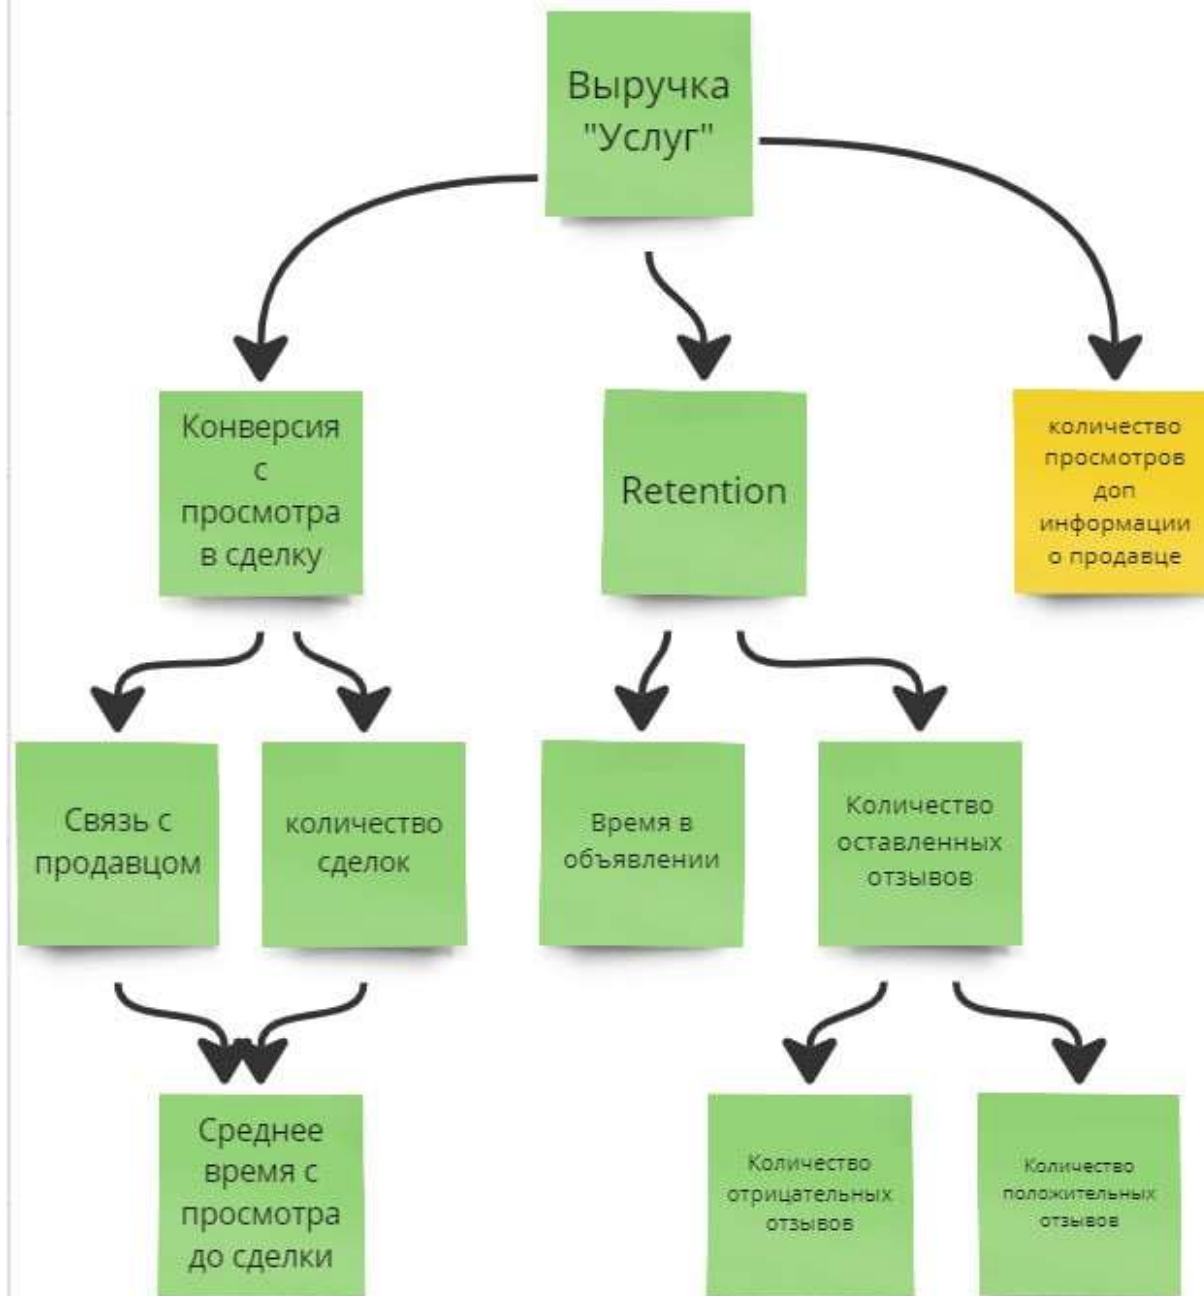 Выручка
"Услуг"
Конверсия
с
просмотра
в сделку
Retention
количество
просмотров
доп
информации
о продавце
Связь с
продавцом
количество
сделок
Время в
объявлении
Количество
оставленных
отзывов
Среднее
время с
просмотра
до сделки
Количество
отрицательных
отзывов
Количество
положительных
отзывов